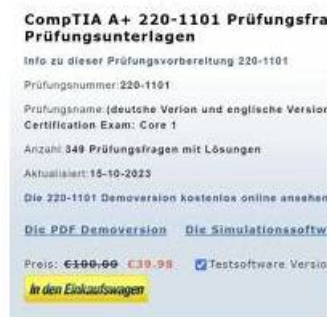 CompTIA A+ 220-1101 Prüfungsfra
Prüfungsunterlagen
Info zu dieser Prüfungsvorbereitung 220-1101
Prüfungsnummer:220-1101
Prüfungsname:(deutche Verion und englische Version
Certification Exam: Core 1
Anzahl:349 Prüfungsfragen mit Lösungen
Aktualisiert:15-10-2023
Die 220-1101 Demoversion kostenlos online ansehen
Die PDF Demoversion Die Simulationssoftw
Preis: €100.00 €39.98 Testsoftware Versio
In den Einkaufswagen